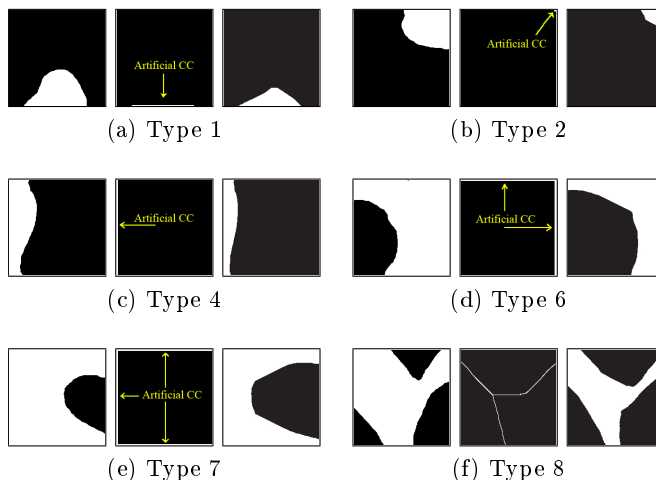 Artificial CC
Artificial CC
(a) Type 1
(b) Type 2
Artificial CC
Artificial CC
(c) Type 4
(d) Type 6
Artificial CC
(e) Type 7
(f) Type 8